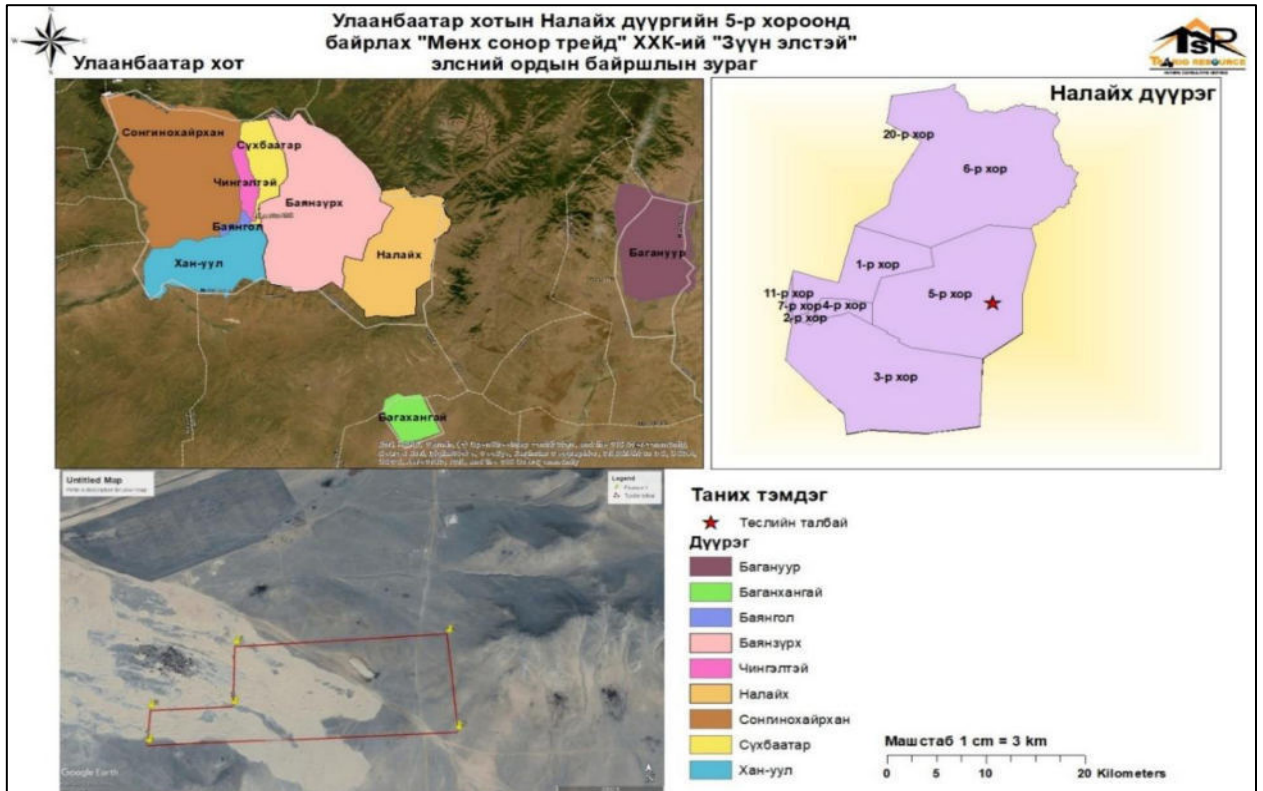 Улаанбаатар хотын Налайх дүүргийн 5-р хороонд
байрлах "Мөнх сонор трейд" ХХК-ий "Зүүн элстэй"
элсний ордын байршлын зураг
Улаанбаатар хот
Сонгинохайрхан
Сүхбаатар
Чингэлтэй
Баянзүрх
Баянгол
Хан-уул
Налайх
Багануур
Багахангай
Налайх дүүрэг
20-р хор
6-р хор
1-р хор
5-р хор
11-р хор
7-р хор 4-р хор
2-р хор
3-р хор
Untitled Map
Legend
Google Earth
Таних тэмдэг
Төслийн талбай
Дүүрэг
Багануур
Баганхангай
Баянгол
Баянзүрх
Чингэлтэй
Налайх
Сонгинохайрхан
Сүхбаатар
Хан-уул
Машстаб 1 cm = 3 km
0 5 10 20 Kilometers